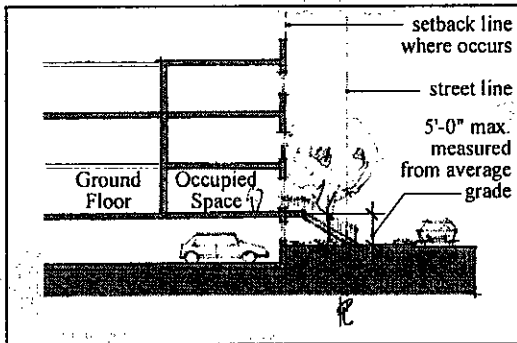 setback line
where occurs
street line
5'-0" max.
measured
from average
grade
Ground
Floor
Occupied
Space